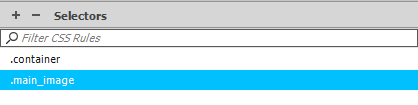 + − Selectors
Filter CSS Rules
.container
.main_image